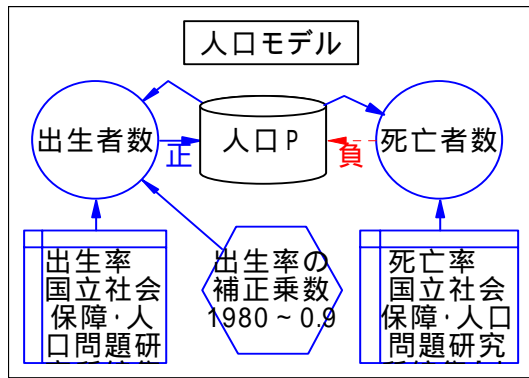 人口モデル
出生者数
正
人口P
負
死亡者数
出生率
国立社会
保障・人
口問題研
出生率の
補正乗数
1980~0.9
死亡率
国立社会
保障・人口
問題研究